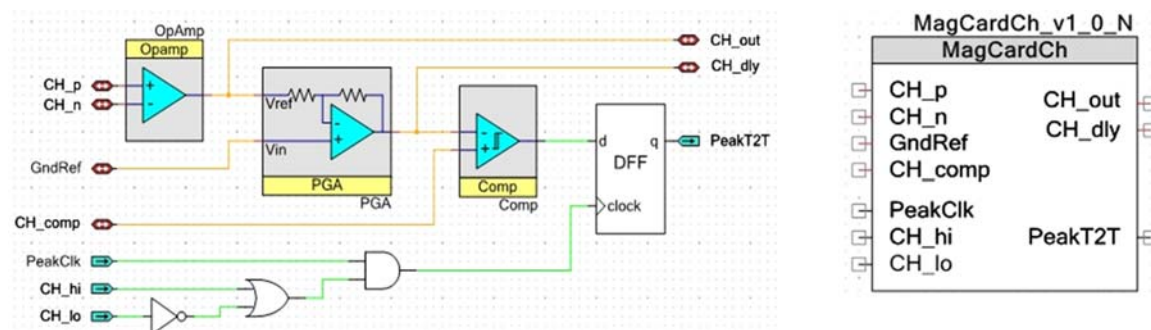 OpAmp
Opamp
CH_p
CH_n
CH_out
CH_dly
Vref
Vin
GndRef
PGA
PGA
Comp
Comp
d q
DFF
clock
PeakT2T
CH_comp
PeakClk
CH_hi
CH_lo
MagCardCh_v1_0_N
MagCardCh
CH_p
CH_n
GndRef
CH_comp
PeakClk
CH_hi
CH_lo
CH_out
CH_dly
PeakT2T